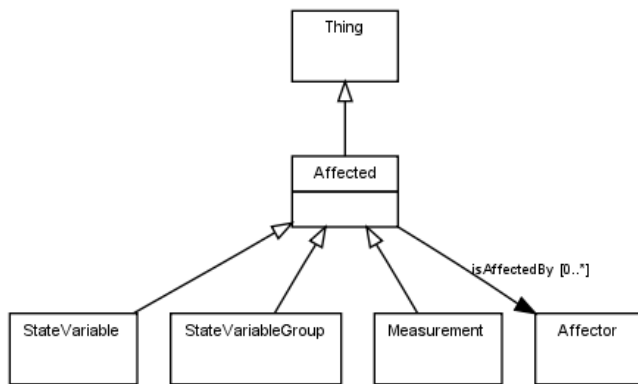 Thing
Affected
isAffectedBy [0..*]
StateVariable
StateVariableGroup
Measurement
Affector